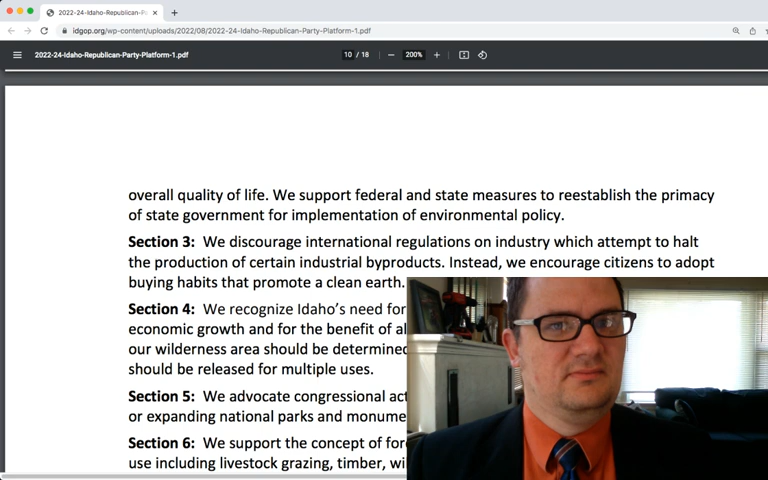 2022-24-Idaho-Republican-Party-P
idgop.org/wp-content/uploads/2022/08/2022-24-Idaho-Republican-Party-Platform-1.pdf
2022-24-Idaho-Republican-Party-Platform-1.pdf 10 / 18 200%
overall quality of life. We support federal and state measures to reestablish the primacy
of state government for implementation of environmental policy.
Section 3: We discourage international regulations on industry which attempt to halt
the production of certain industrial byproducts. Instead, we encourage citizens to adopt
buying habits that promote a clean earth.
Section 4: We recognize Idaho's need for
economic growth and for the benefit of al
our wilderness area should be determined
should be released for multiple uses.
Section 5: We advocate congressional act
or expanding national parks and monume
Section 6: We support the concept of for
use including livestock grazing, timber, wi